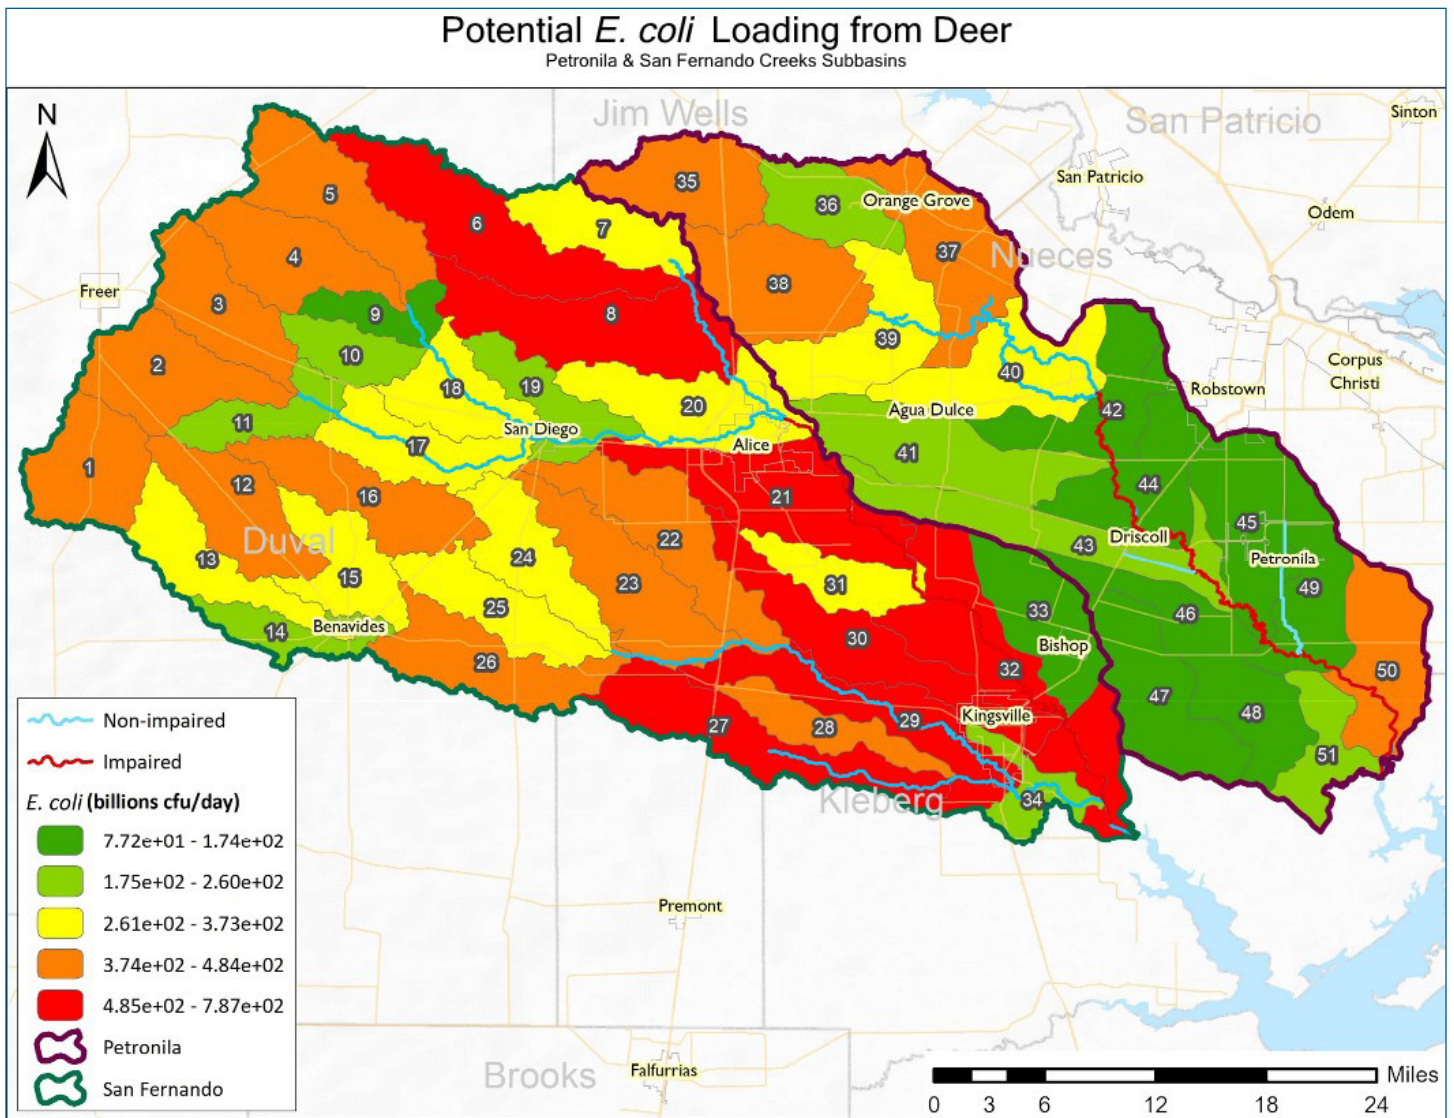 Potential E. coli Loading from Deer
Petronila & San Fernando Creeks Subbasins
N
Jim Wells
San Patricio
Sinton
San Patricio
Odem
5
35
36
Orange Grove
6
7
37
Nueces
4
38
Freer
3
9
8
39
2
10
18
19
40
Corpus
Christi
Robstown
20
Agua Dulce
42
11
17
San Diego
Alice
41
1
12
16
21
44
45
Duval
22
43
Driscoll
Petronila
13
15
24
23
31
49
14
Benavides
25
30
33
46
Bishop
26
32
50
47
48
27
28
29
Kingsville
51
Kleberg
34
Non-impaired
Impaired
E. coli (billions cfu/day)
7.72e+01 - 1.74e+02
1.75e+02 - 2.60e+02
2.61e+02 - 3.73e+02
3.74e+02 - 4.84e+02
4.85e+02 - 7.87e+02
Petronila
San Fernando
Premont
Brooks
Falfurrias
Miles
0 3 6 12 18 24